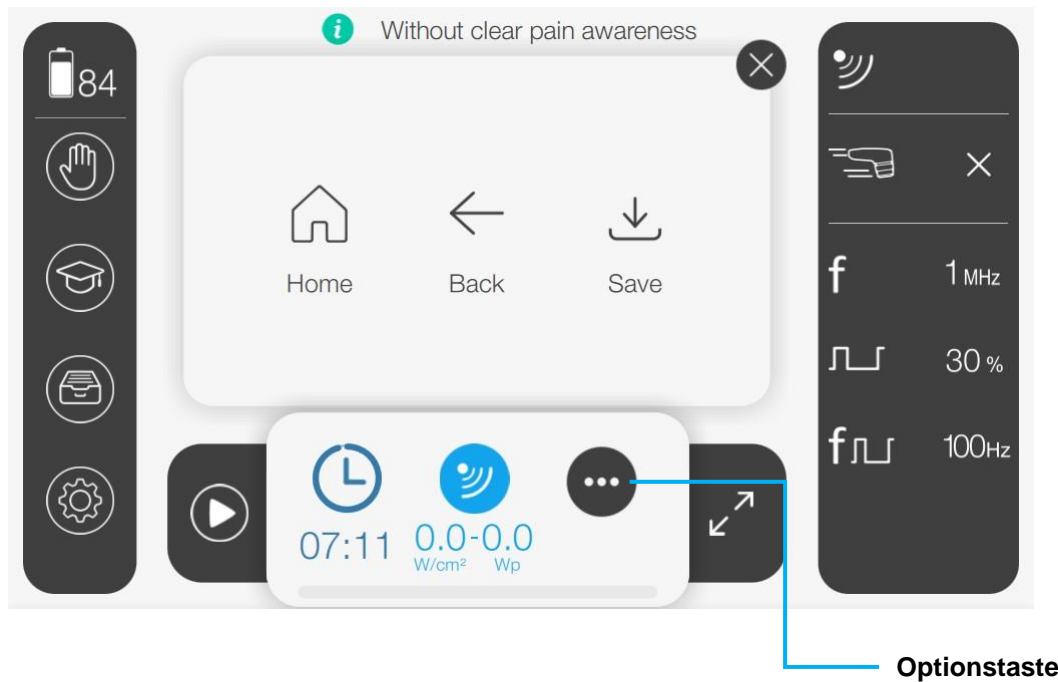 i Without clear pain awareness
84
Home Back Save
f 1 MHz
30 %
f 100Hz
07:11 0.0-0.0
W/cm² Wp
Optionstaste